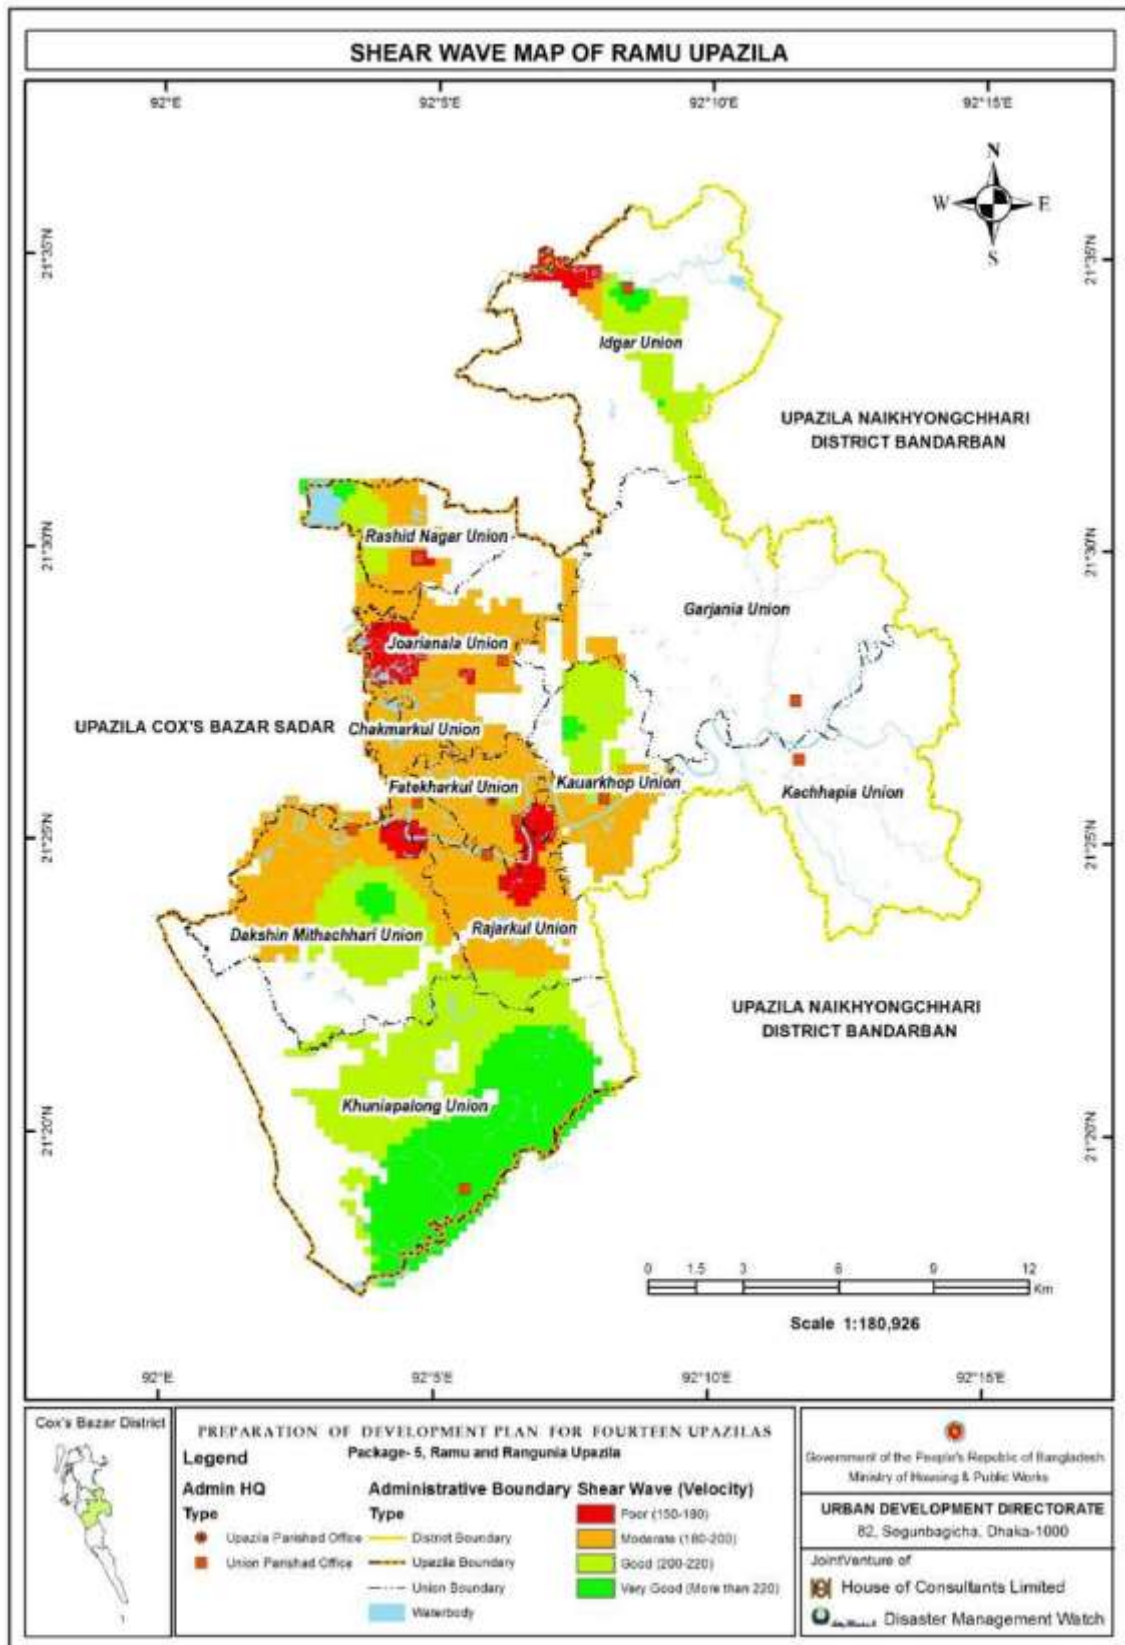 SHEAR WAVE MAP OF RAMU UPAZILA
92°E 92°5'E 92°10'E 92°15'E
N
W E
S
21°35'N 21°35'N
Idgar Union
UPAZILA NAIKHYONGCHHARI
DISTRICT BANDARBAN
Rashid Nagar Union
21°30'N 21°30'N
Garjania Union
Joarianala Union
UPAZILA COX'S BAZAR SADAR
Chakmarkul Union
Fatekharkul Union
Kauarkhop Union
Kachhapia Union
21°25'N 21°25'N
Dakshin Mithachhari Union
Rajarkul Union
UPAZILA NAIKHYONGCHHARI
DISTRICT BANDARBAN
Khuniapalong Union
21°20'N 21°20'N
0 1.5 3 6 9 12
Km
Scale 1:180,926
92°E 92°5'E 92°10'E 92°15'E
Cox's Bazar District
PREPARATION OF DEVELOPMENT PLAN FOR FOURTEEN UPAZILAS
Package- 5, Ramu and Rangunia Upazila
Legend
Admin HQ
Type
Upazila Parishad Office
Union Parishad Office
Administrative Boundary
Type
District Boundary
Upazila Boundary
Union Boundary
Waterbody
Shear Wave (Velocity)
Poor (150-180)
Moderate (180-200)
Good (200-220)
Very Good (More than 220)
Government of the People's Republic of Bangladesh
Ministry of Housing & Public Works
URBAN DEVELOPMENT DIRECTORATE
82, Segunbagicha, Dhaka-1000
JointVenture of
House of Consultants Limited
Disaster Management Watch